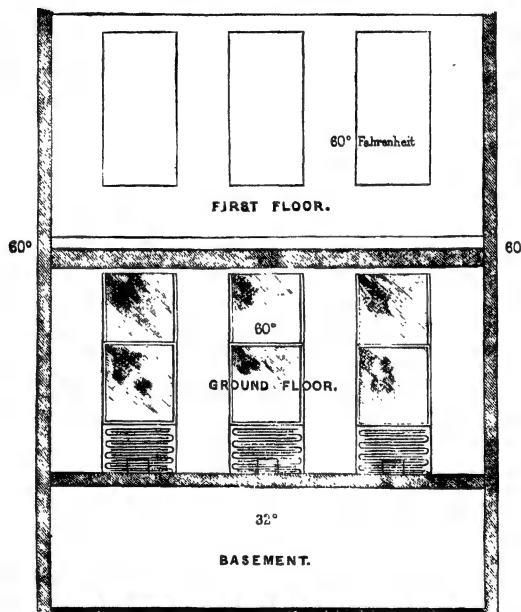 60° Fahrenheit
FIRST FLOOR.
60°
60
60°
GROUND FLOOR.
32°
BASEMENT.